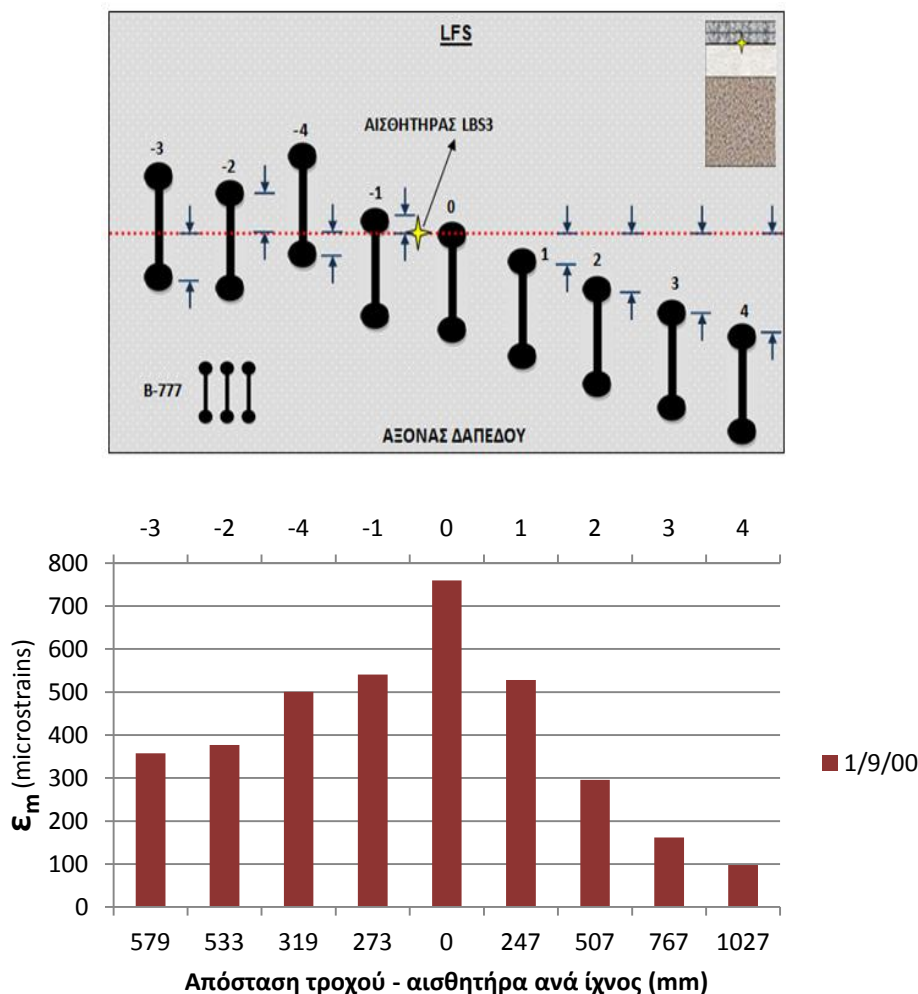 LFS
ΑΙΣΘΗΤΗΡΑΣ LBS3
-4
-3
-2
-1
0
1
2
3
4
B-777
ΑΞΟΝΑΣ ΔΑΠΕΔΟΥ
-3 -2 -4 -1 0 1 2 3 4
800
700
600
500
400
300
200
100
0
εm (microstrains)
1/9/00
579 533 319 273 0 247 507 767 1027
Απόσταση τροχού - αισθητήρα ανά ίχνος (mm)